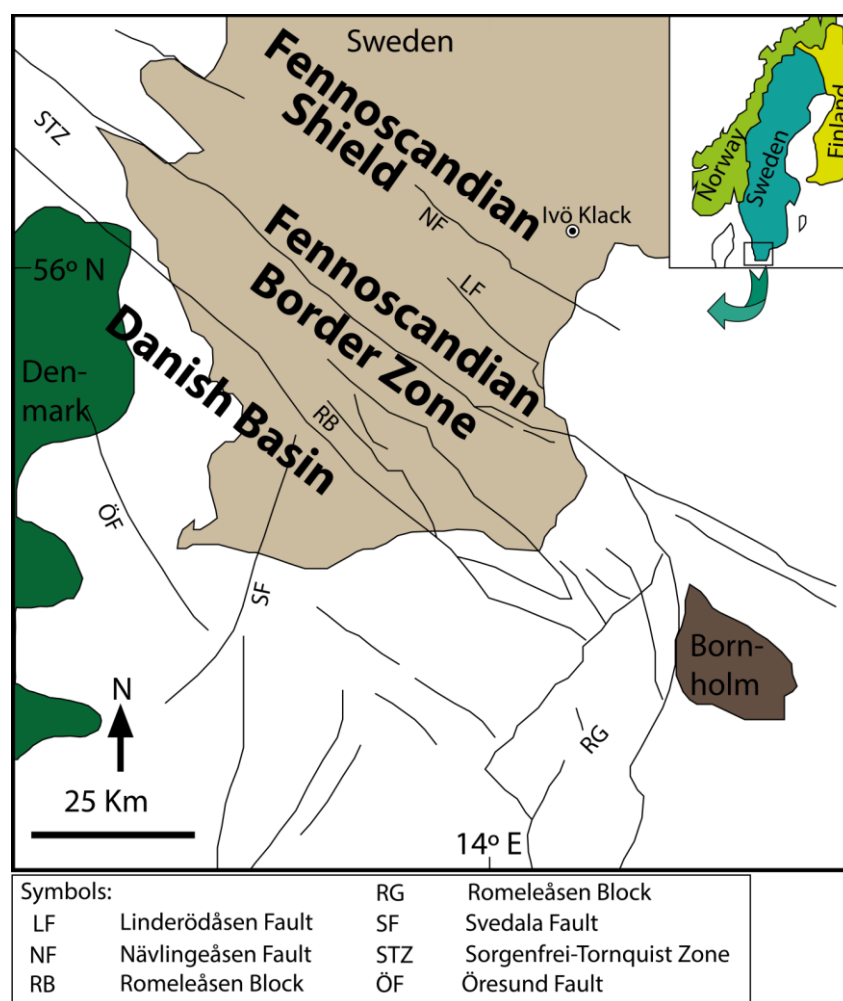 Sweden
Fennoscandian
Shield
STZ
NF
Ivö Klack
56º N
LF
Fennoscandian
Border Zone
Danish Basin
Den-
mark
RB
ÖF
SF
Born-
holm
N
RG
25 Km
14º E
Norway
Sweden
Finland
Symbols:
LF Linderödåsen Fault
NF Nävlingeåsen Fault
RB Romeleåsen Block
RG Romeleåsen Block
SF Svedala Fault
STZ Sorgenfrei-Tornquist Zone
ÖF Öresund Fault